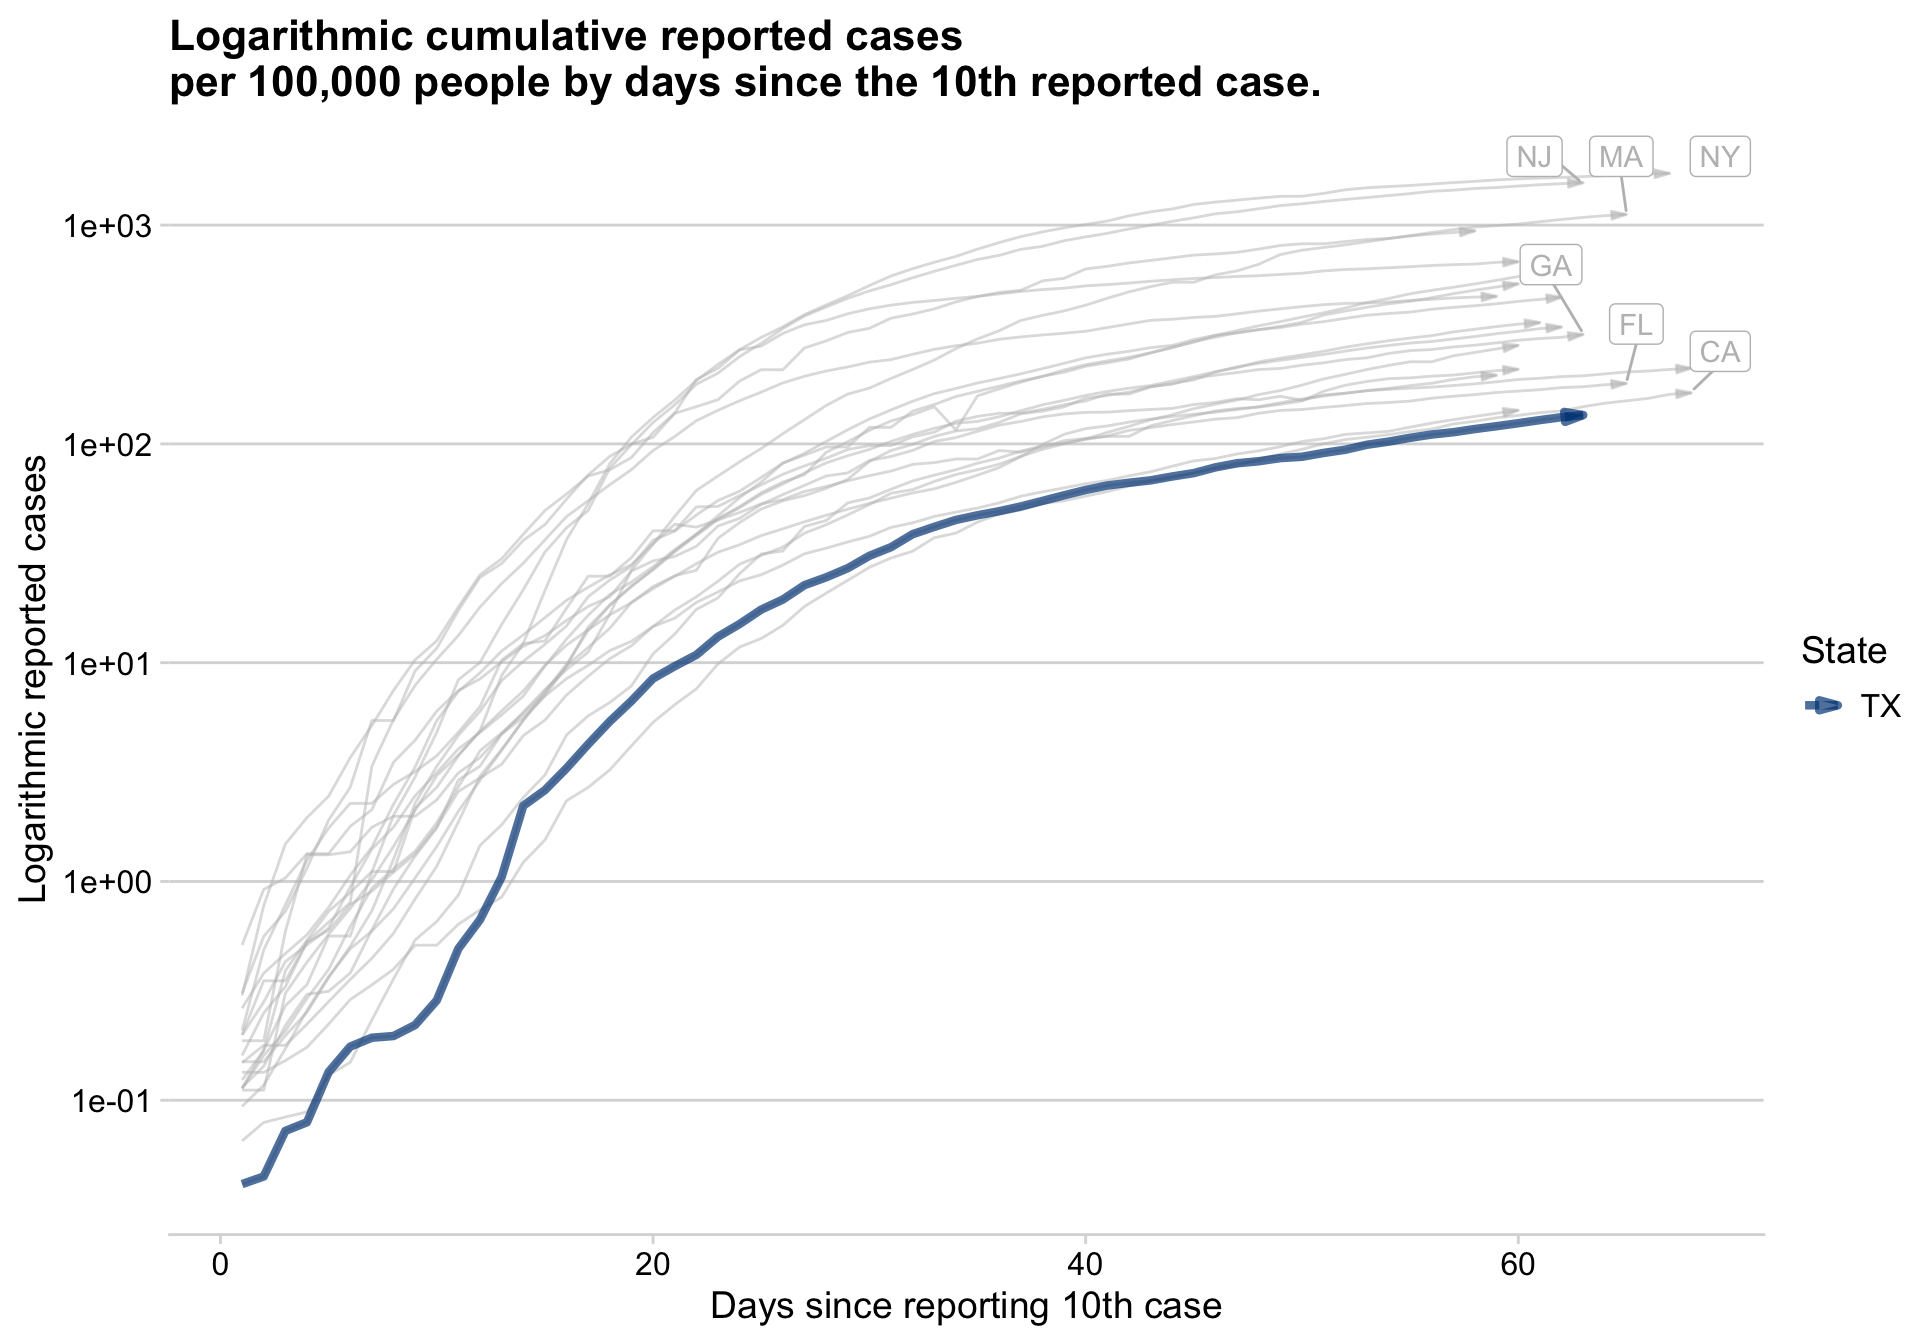 Logarithmic cumulative reported cases
per 100,000 people by days since the 10th reported case.
NJ MA NY
1e+03
GA
FL
CA
1e+02
Logarithmic reported cases
1e+01
State
TX
1e+00
1e-01
0 20 40 60
Days since reporting 10th case